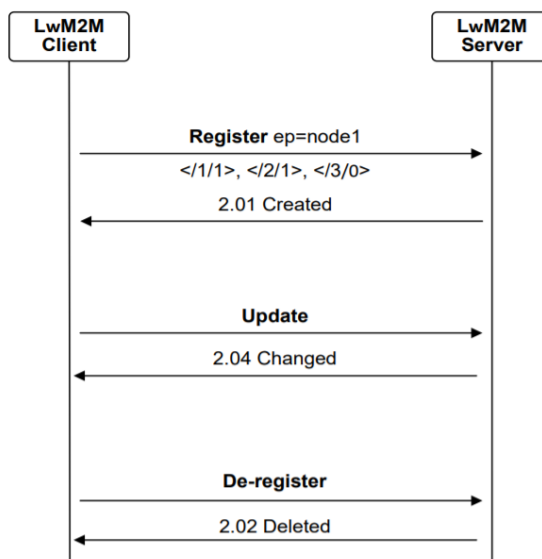 LwM2M
Client
LwM2M
Server
Register ep=node1
</1/1>, </2/1>, </3/0>
2.01 Created
Update
2.04 Changed
De-register
2.02 Deleted